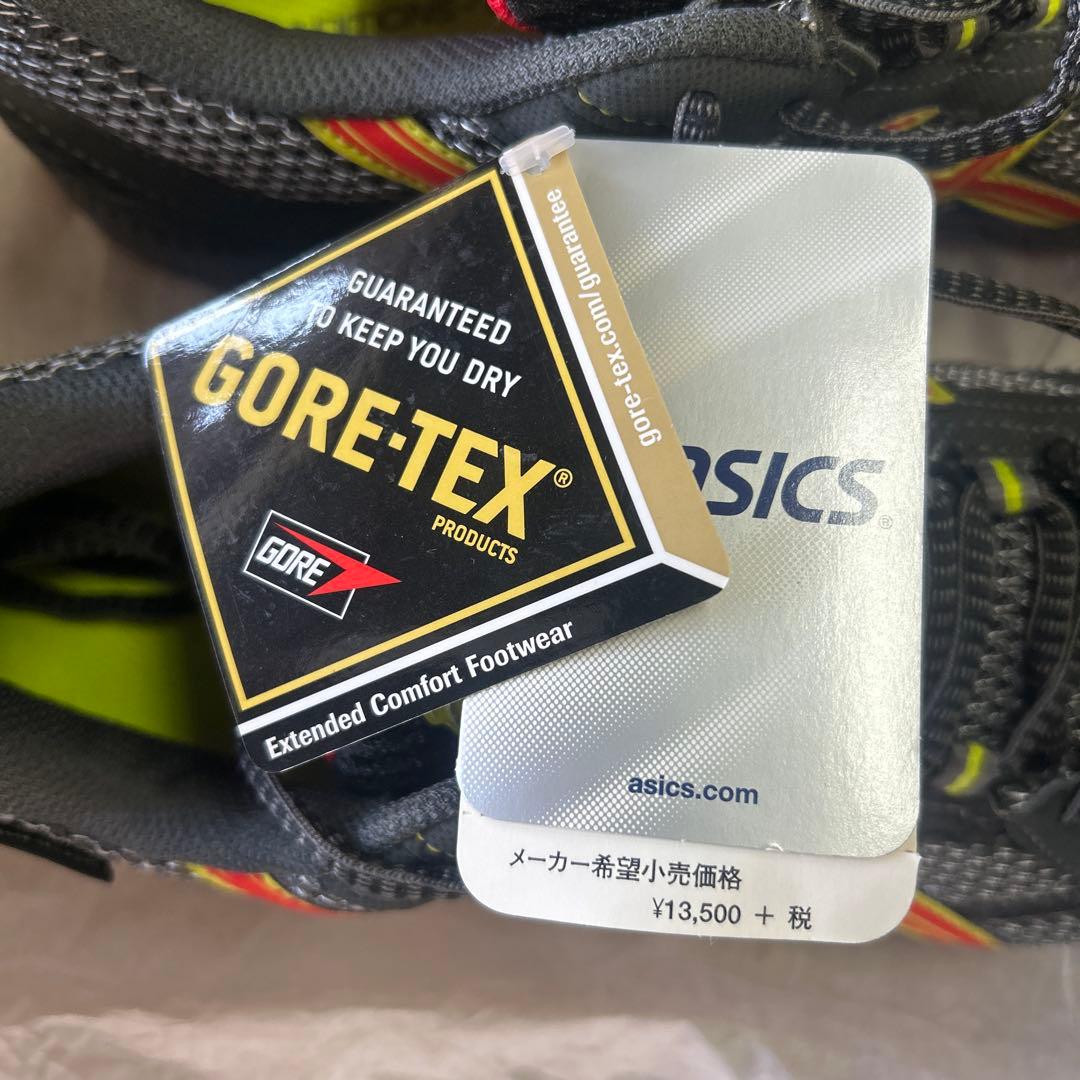 GUARANTEED
TO KEEP YOU DRY
GORE-TEX®
PRODUCTS
GORE
Extended Comfort Footwear
gore-tex.com/guarantee
asics®
asics.com
メーカー希望小売価格
¥13,500 + 税